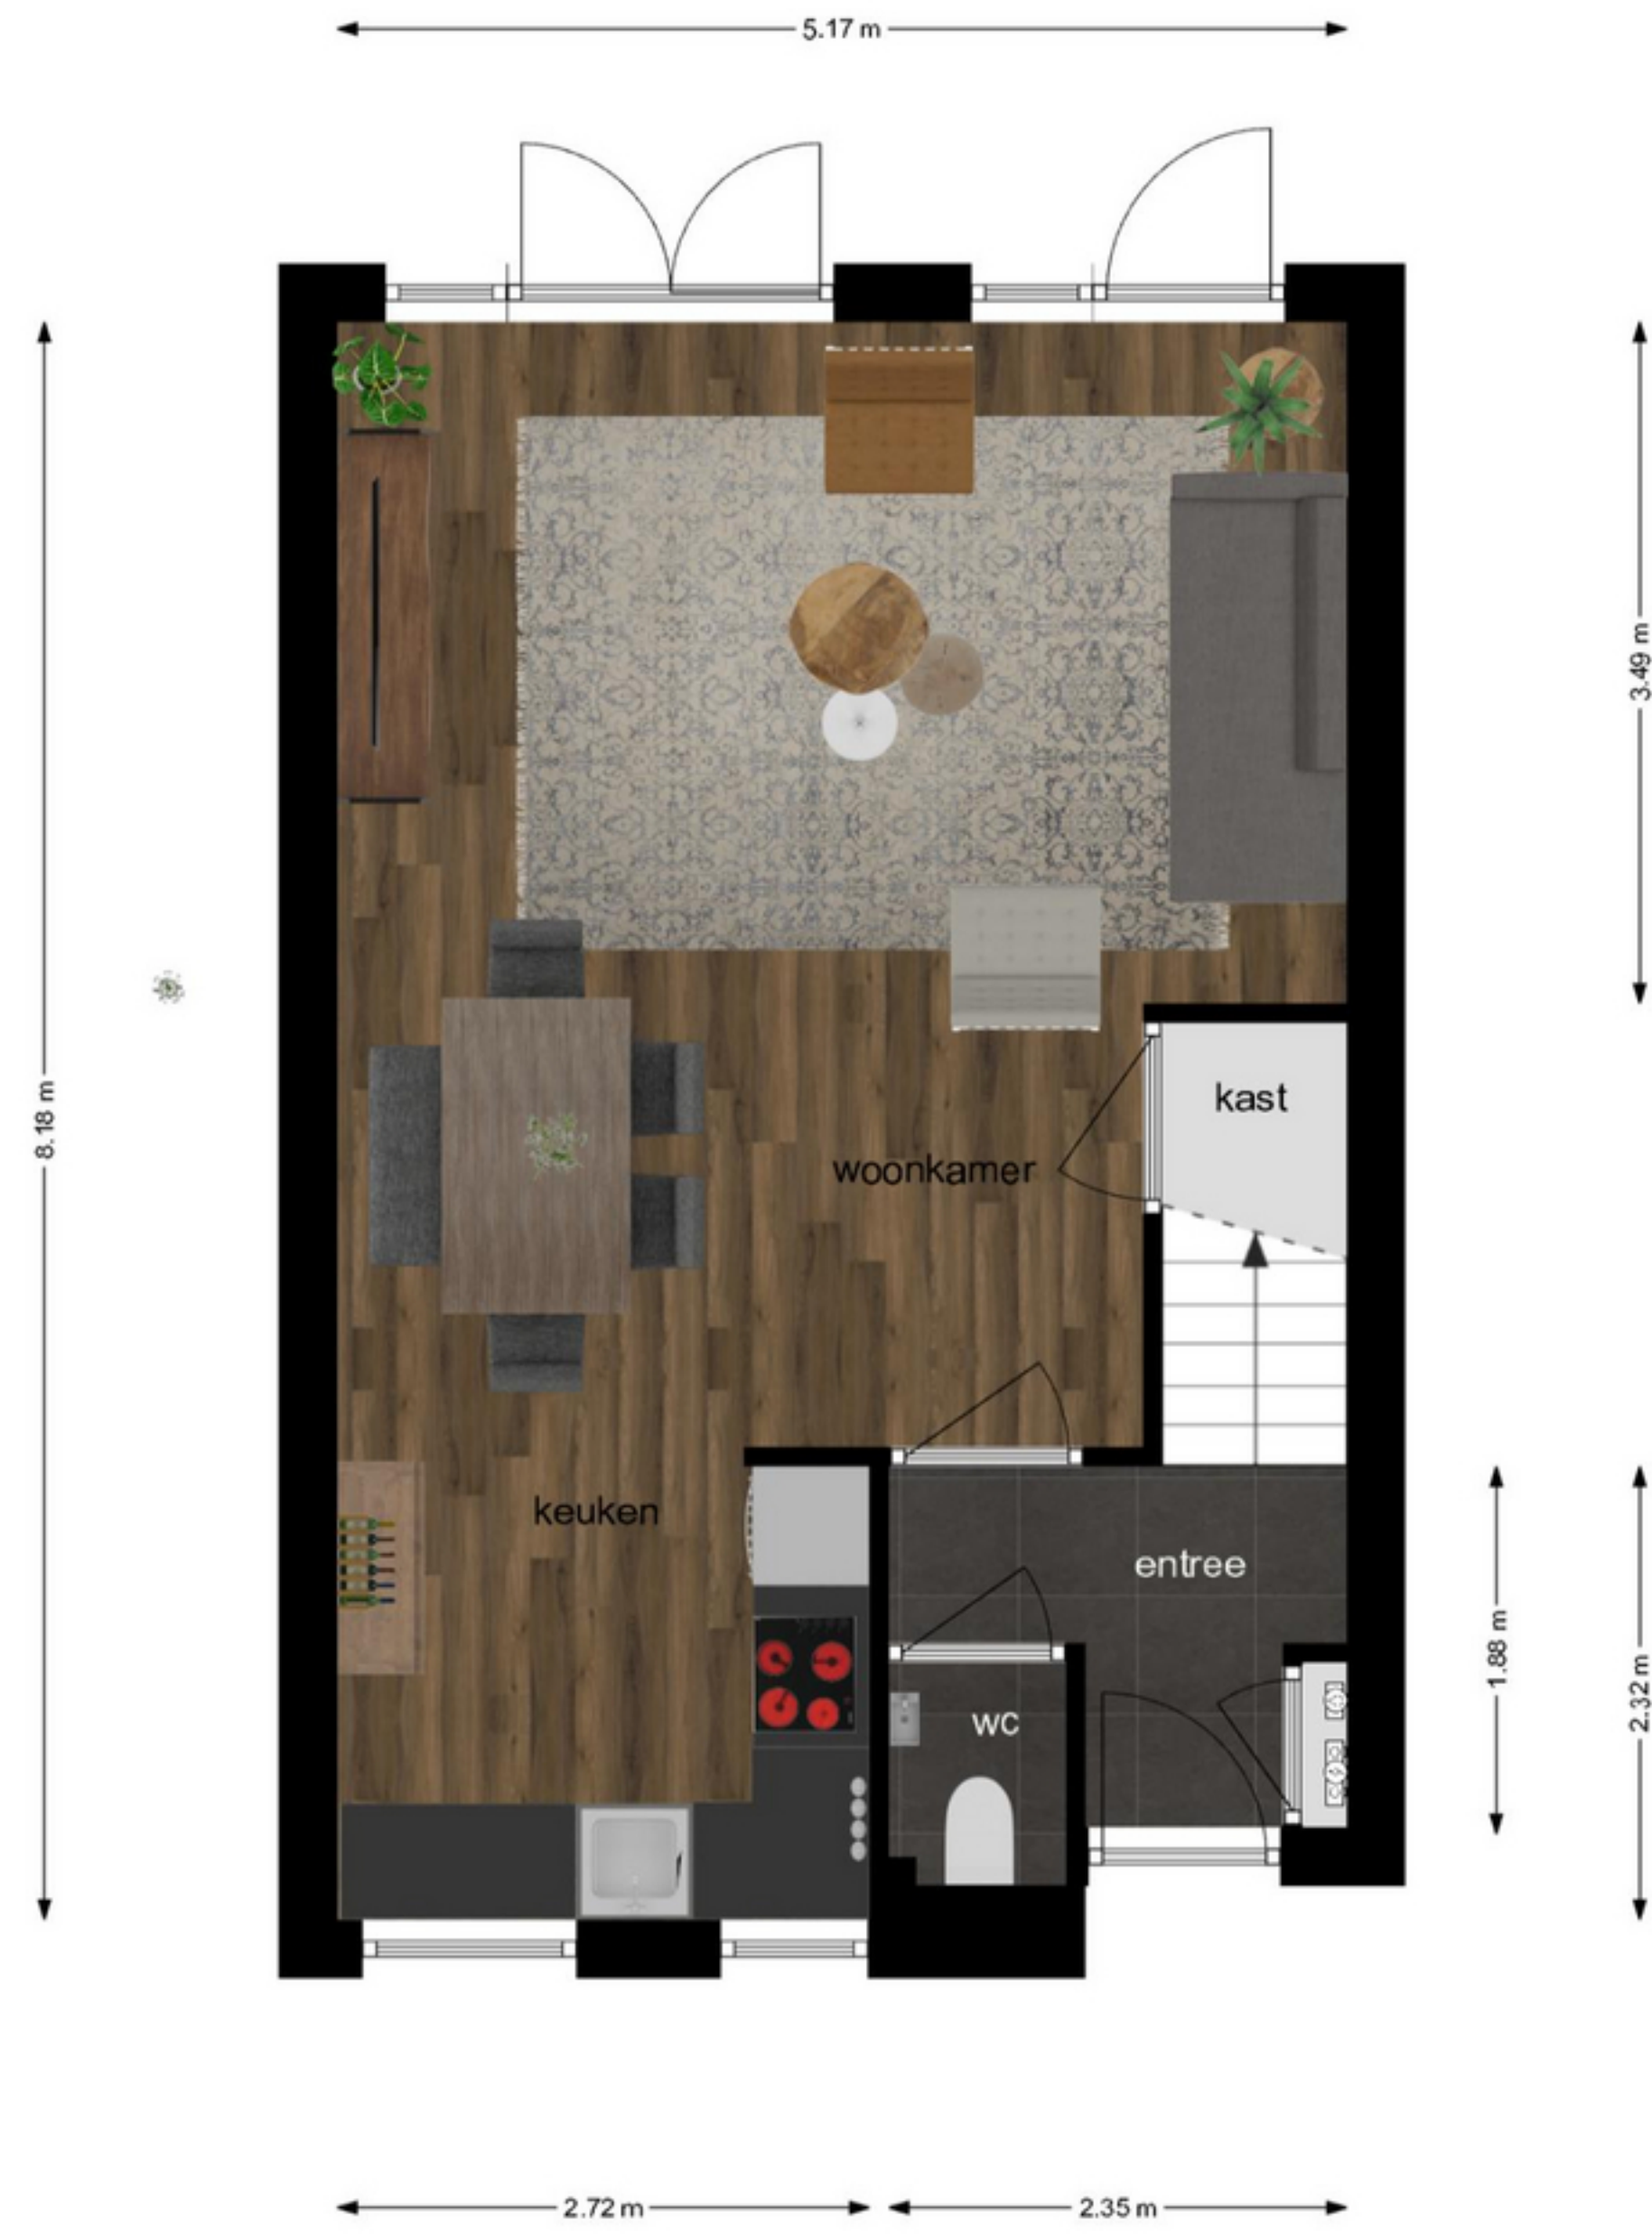 5.17 m
3.49 m
8.18 m
kast
woonkamer
keuken
entree
1.88 m
2.32 m
wc
2.72 m
2.35 m